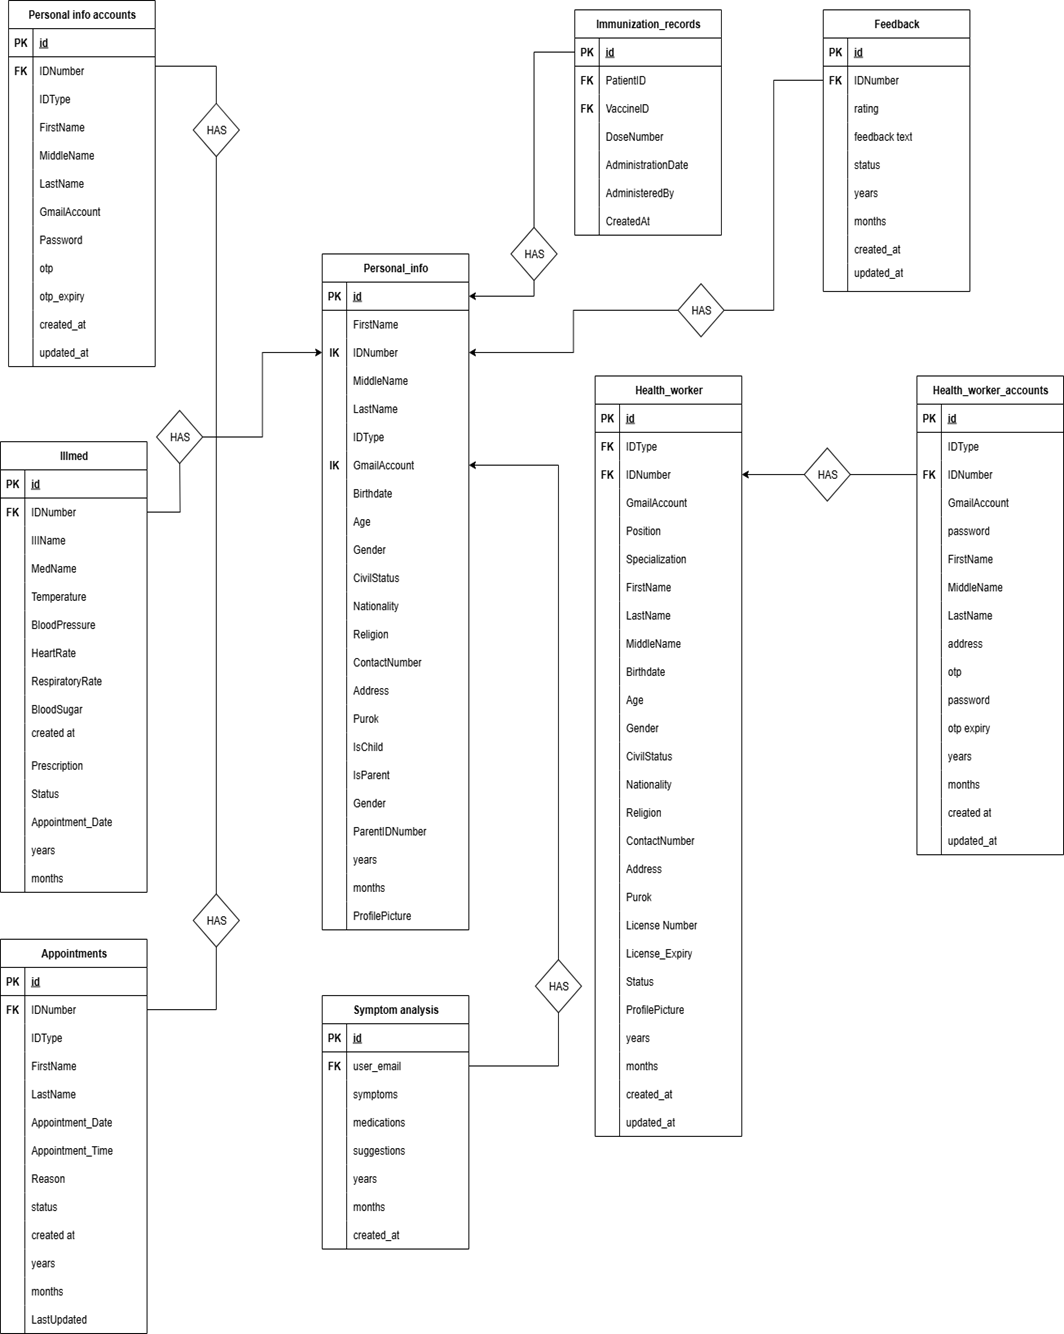 Personal info accounts
PK id
FK IDNumber
IDType
FirstName
MiddleName
LastName
GmailAccount
Password
otp
otp_expiry
created_at
updated_at
HAS
Immunization_records
PK id
FK PatientID
FK VaccineID
DoseNumber
AdministrationDate
AdministeredBy
CreatedAt
HAS
Feedback
PK id
FK IDNumber
rating
feedback text
status
years
months
created_at
updated_at
HAS
Personal_info
PK id
FirstName
IK IDNumber
MiddleName
LastName
IDType
IK GmailAccount
Birthdate
Age
Gender
CivilStatus
Nationality
Religion
ContactNumber
Address
Purok
IsChild
IsParent
Gender
ParentIDNumber
years
months
ProfilePicture
HAS
Illmed
PK id
FK IDNumber
IllName
MedName
Temperature
BloodPressure
HeartRate
RespiratoryRate
BloodSugar
created at
Prescription
Status
Appointment_Date
years
months
HAS
Health_worker
PK id
FK IDType
FK IDNumber
GmailAccount
Position
Specialization
FirstName
LastName
MiddleName
Birthdate
Age
Gender
CivilStatus
Nationality
Religion
ContactNumber
Address
Purok
License Number
License_Expiry
Status
ProfilePicture
years
months
created_at
updated_at
HAS
Health_worker_accounts
PK id
IDType
FK IDNumber
GmailAccount
password
FirstName
MiddleName
LastName
address
otp
password
otp expiry
years
months
created at
updated_at
HAS
Appointments
PK id
FK IDNumber
IDType
FirstName
LastName
Appointment_Date
Appointment_Time
Reason
status
created at
years
months
LastUpdated
HAS
Symptom analysis
PK id
FK user_email
symptoms
medications
suggestions
years
months
created_at